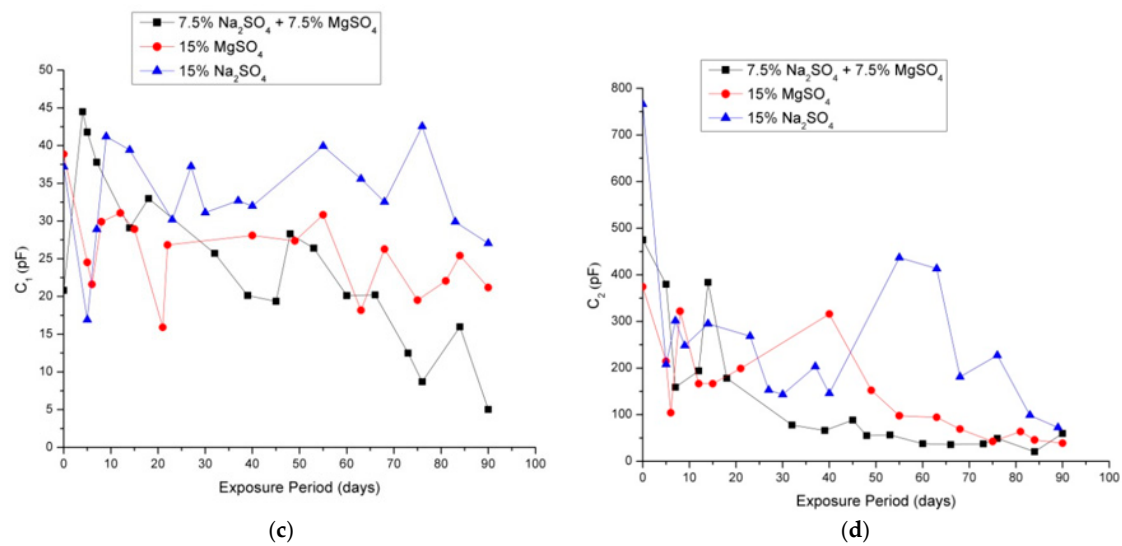 7.5% Na₂SO₄ + 7.5% MgSO₄
15% MgSO₄
15% Na₂SO₄
50
45
40
35
30
25
20
15
10
5
0
C₁ (pF)
0 10 20 30 40 50 60 70 80 90 100
Exposure Period (days)
(c)
7.5% Na₂SO₄ + 7.5% MgSO₄
15% MgSO₄
15% Na₂SO₄
800
700
600
500
400
300
200
100
0
C₂ (pF)
0 10 20 30 40 50 60 70 80 90 100
Exposure Period (days)
(d)